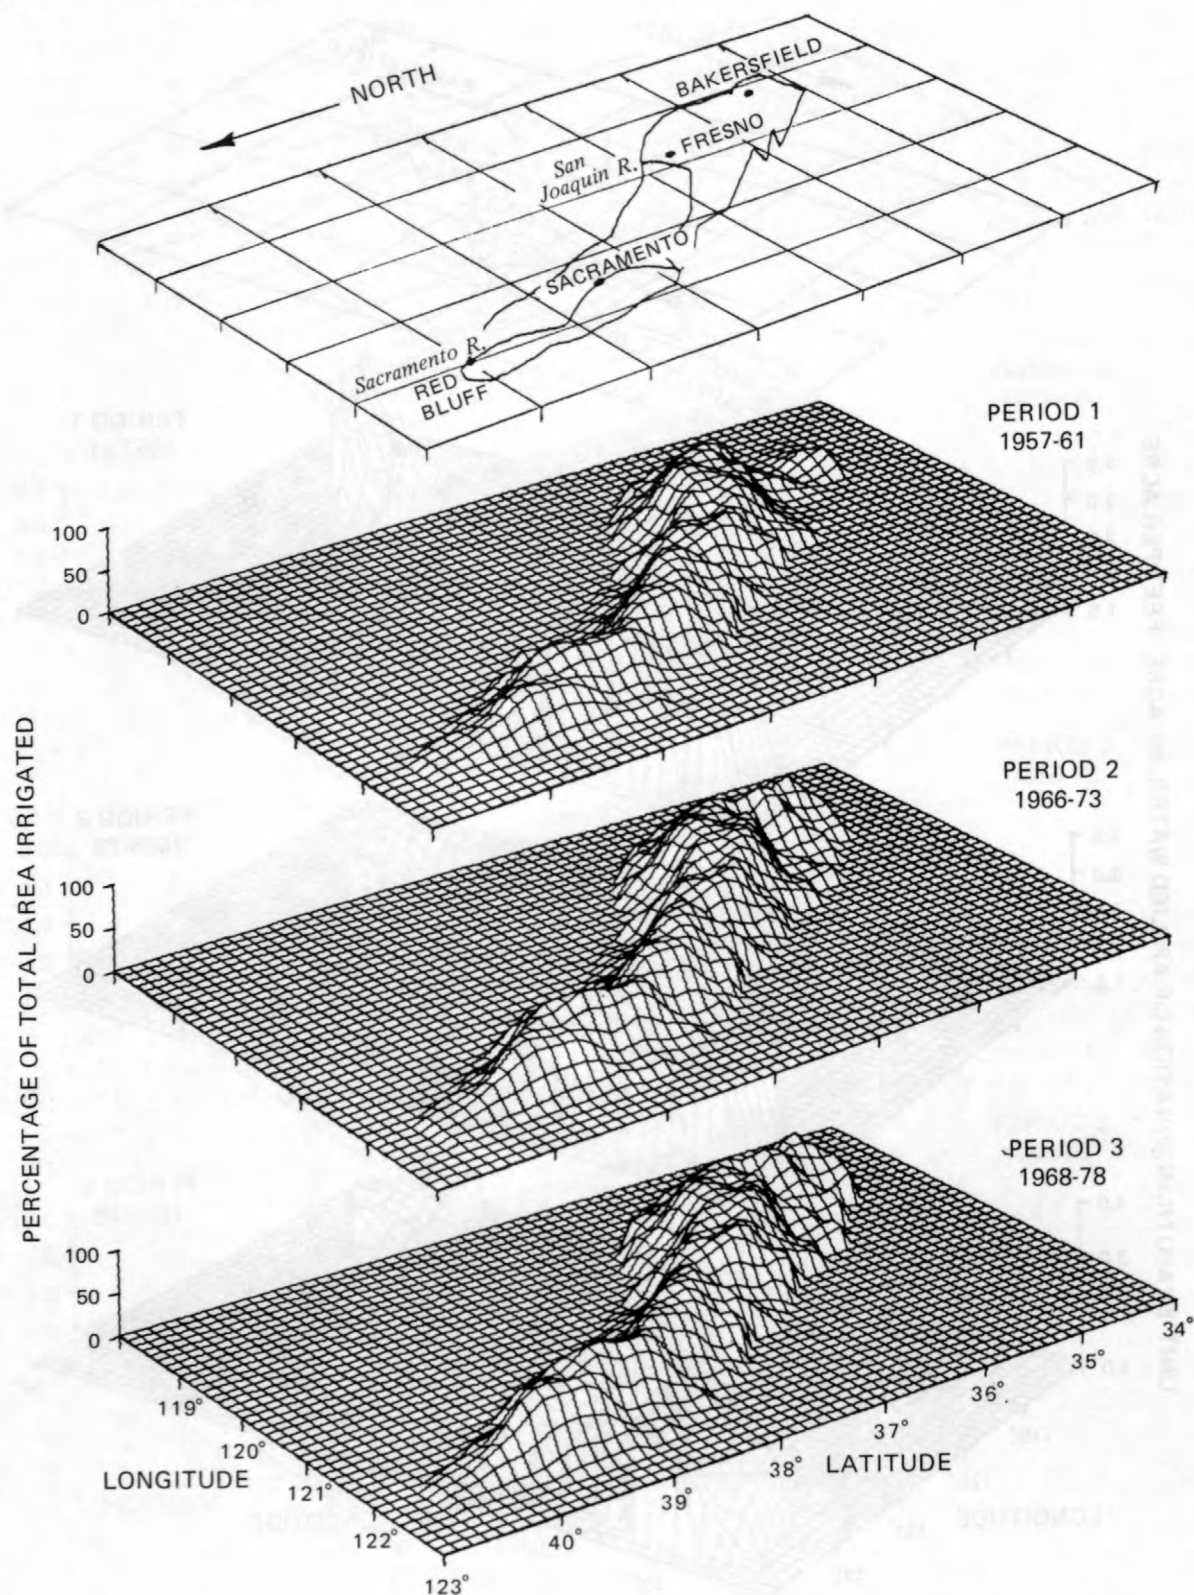 NORTH
BAKERSFIELD
FRESNO
San
Joaquin R.
SACRAMENTO
Sacramento R.
RED
BLUFF
PERIOD 1
1957-61
100
50
0
PERCENTAGE OF TOTAL AREA IRRIGATED
PERIOD 2
1966-73
100
50
0
PERIOD 3
1968-78
100
50
0
119°
120°
121°
122°
123°
LONGITUDE
40°
39°
38°
37°
36°
35°
34°
LATITUDE